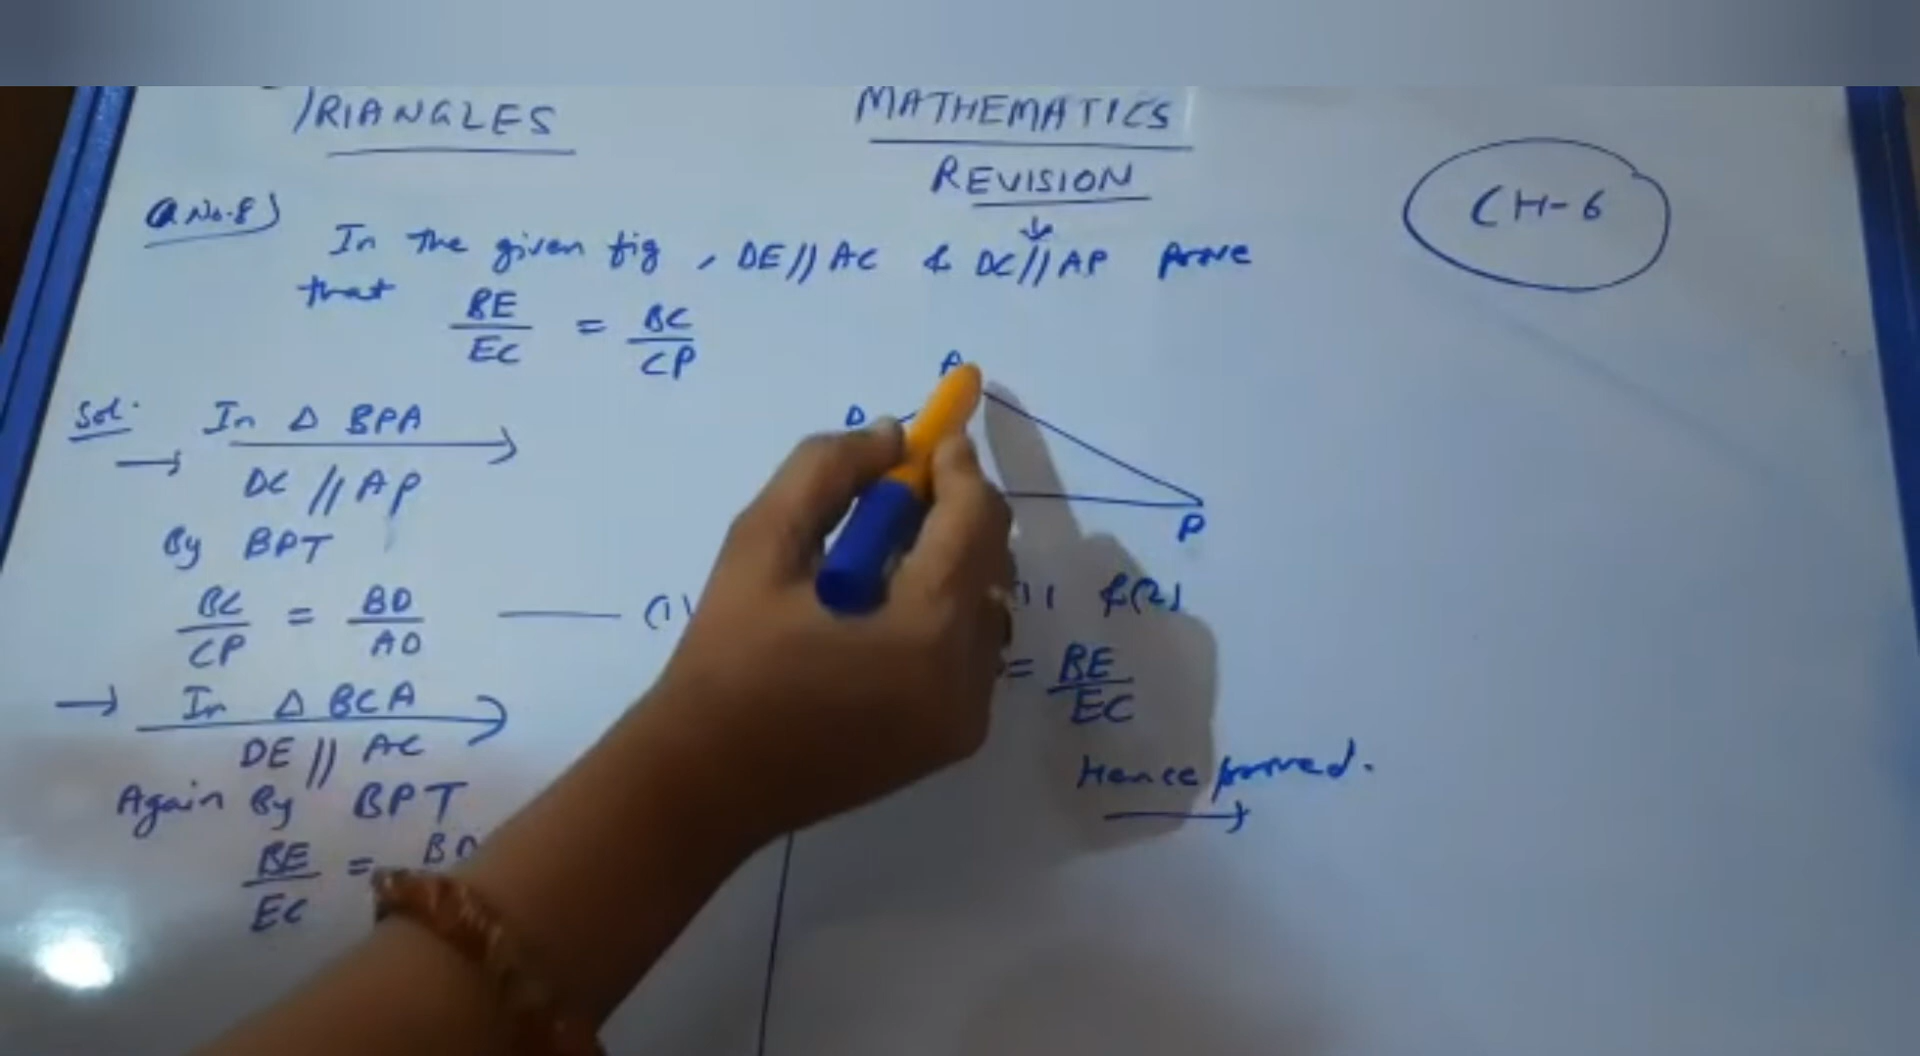 TRIANGLES
MATHEMATICS
REVISION
CH-6
Q No.8)
In the given fig, DE//AC & DC//AP prove
that BE/EC = BC/CP
Sol.
In Δ BPA
DC // AP
By BPT
BC/CP = BD/AD (1)
In Δ BCA
DE // AC
Again By BPT
BE/EC =
A
D
P
& (2)
= BE/EC
Hence proved.